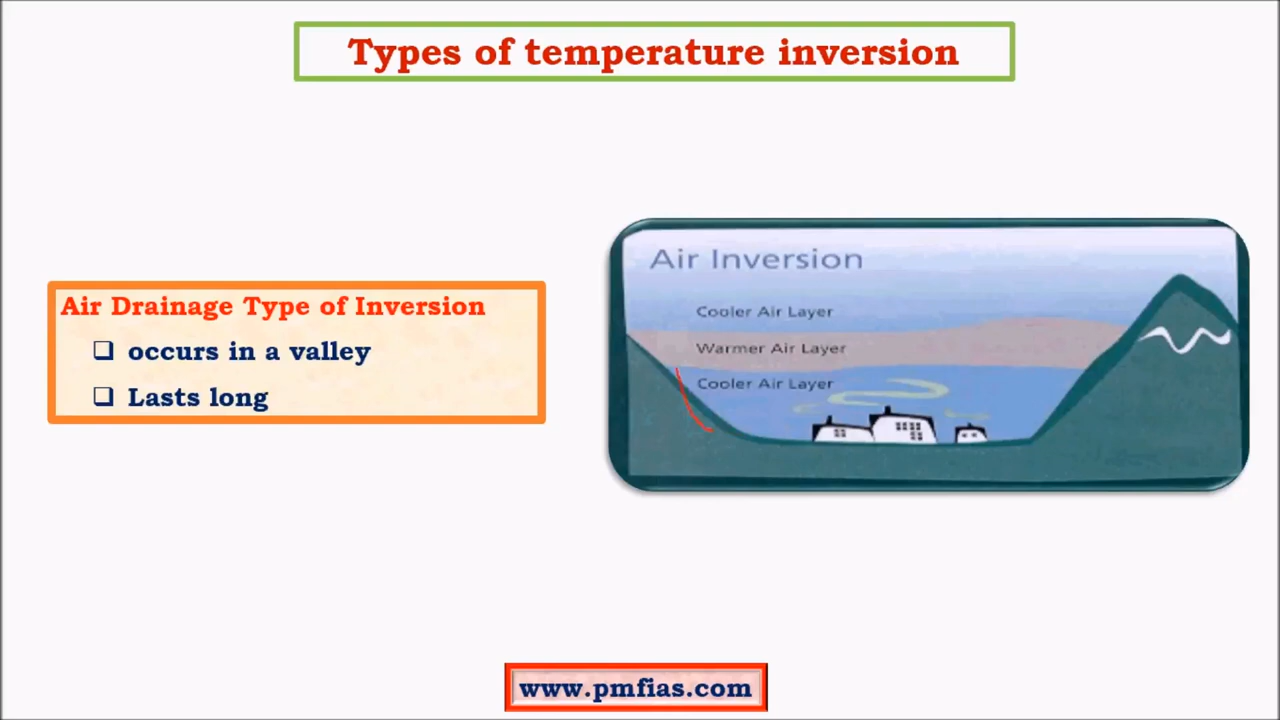 Types of temperature inversion
Air Drainage Type of Inversion
❑ occurs in a valley
❑ Lasts long
Air Inversion
Cooler Air Layer
Warmer Air Layer
Cooler Air Layer
www.pmfias.com